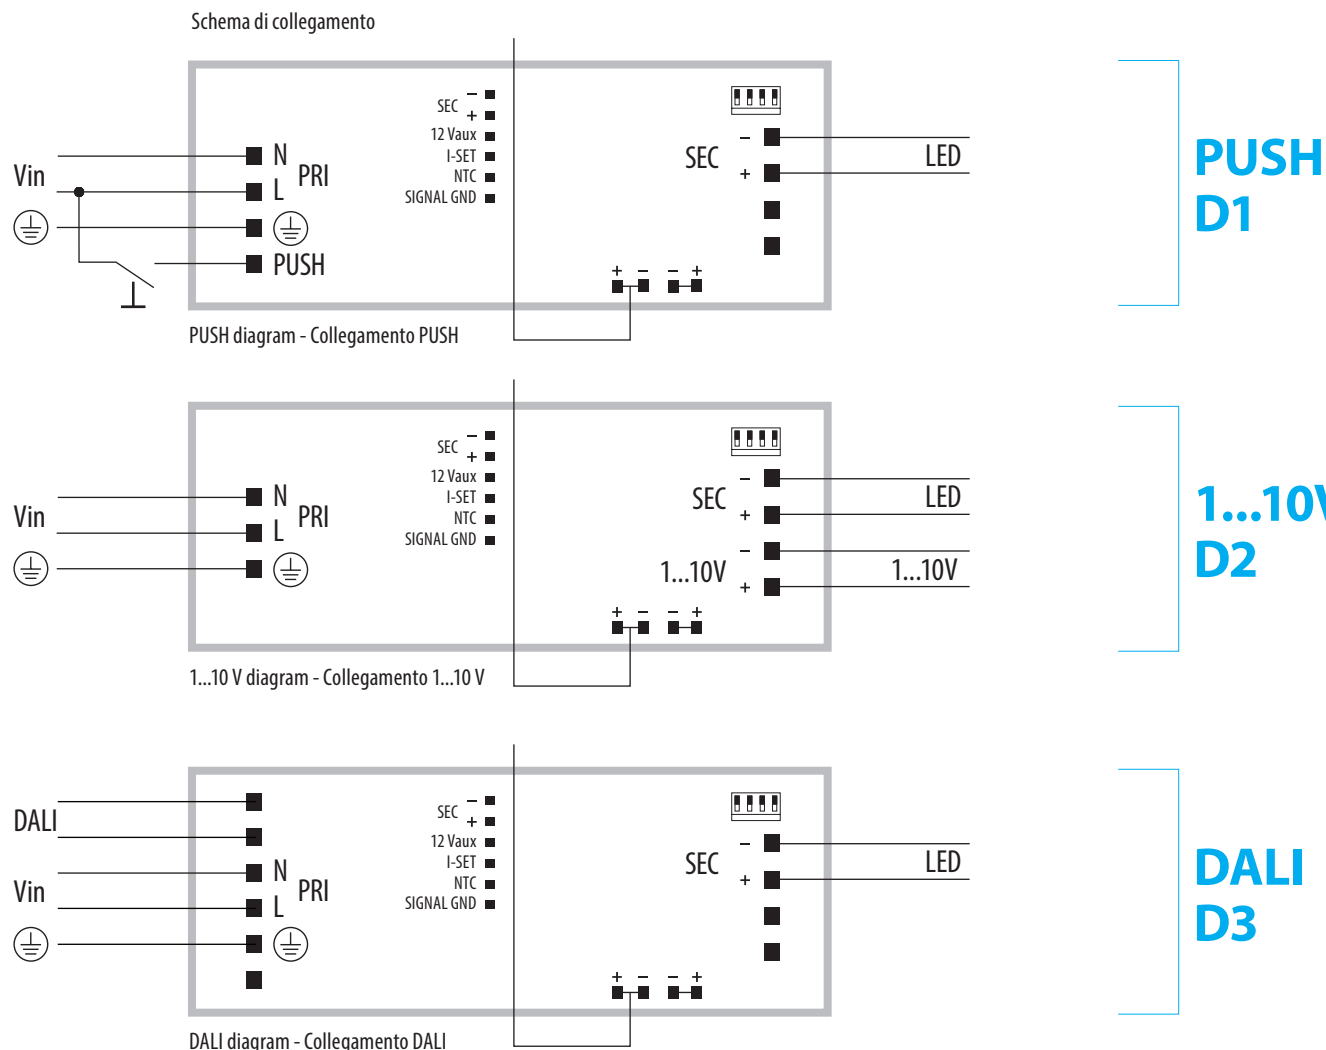 Schema di collegamento
SEC
–
+
12 Vaux
I-SET
NTC
SIGNAL GND
Vin
N
L
PRI
PUSH
SEC
–
+
LED
+ – – +
PUSH diagram - Collegamento PUSH
PUSH
D1
SEC
–
+
12 Vaux
I-SET
NTC
SIGNAL GND
Vin
N
L
PRI
SEC
–
+
LED
1...10V
–
+
1...10V
+ – – +
1...10 V diagram - Collegamento 1...10 V
1...10V
D2
DALI
SEC
–
+
12 Vaux
I-SET
NTC
SIGNAL GND
Vin
N
L
PRI
SEC
–
+
LED
+ – – +
DALI diagram - Collegamento DALI
DALI
D3